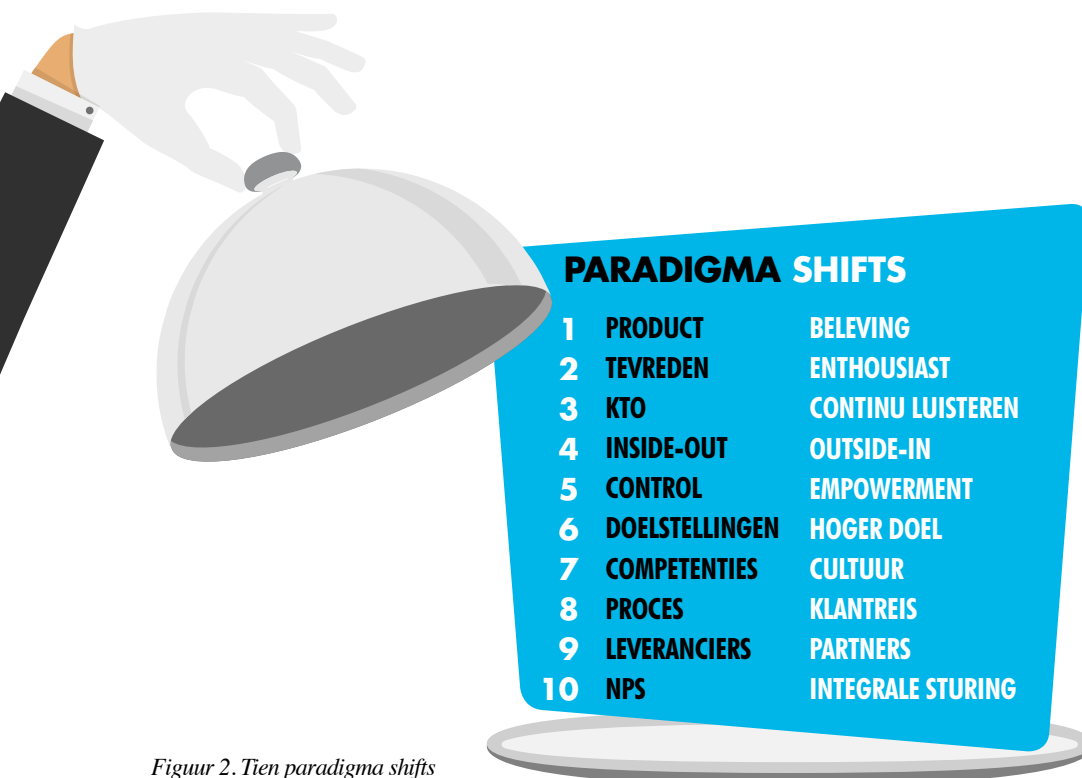 PARADIGMA SHIFTS
1 PRODUCT BELEVING
2 TEVREDEN ENTHOUSIAST
3 KTO CONTINU LUISTEREN
4 INSIDE-OUT OUTSIDE-IN
5 CONTROL EMPOWERMENT
6 DOELSTELLINGEN HOGER DOEL
7 COMPETENTIES CULTUUR
8 PROCES KLANTREIS
9 LEVERANCIERS PARTNERS
10 NPS INTEGRALE STURING
Figuur 2. Tien paradigma shifts